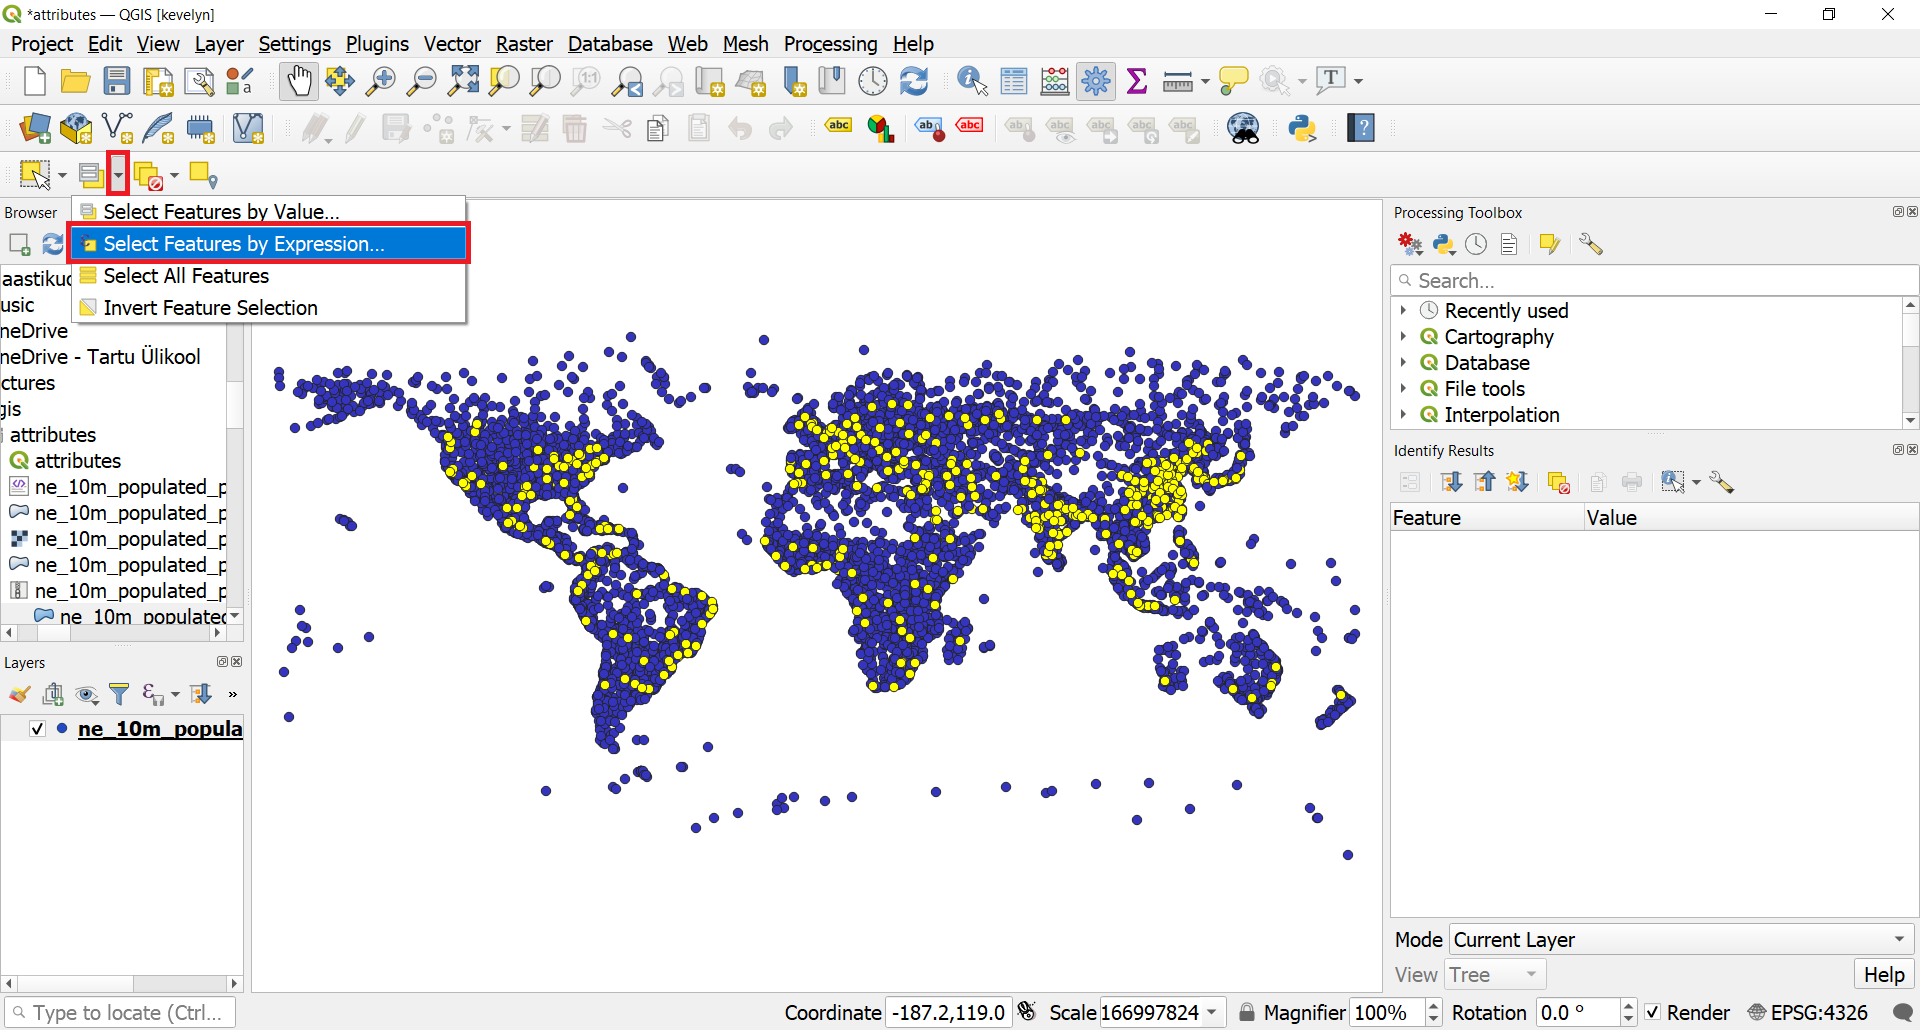 *attributes — QGIS [kevelyn]
Project Edit View Layer Settings Plugins Vector Raster Database Web Mesh Processing Help
Browser
Select Features by Value...
Select Features by Expression...
Select All Features
Invert Feature Selection
aastikuc
usic
neDrive
neDrive - Tartu Ülikool
ctures
gis
attributes
attributes
ne_10m_populated_p
ne_10m_populated_p
ne_10m_populated_p
ne_10m_populated_p
ne_10m_populated_p
ne_10m_populated
Layers
ne_10m_popula
Processing Toolbox
Search...
Recently used
Cartography
Database
File tools
Interpolation
Identify Results
Feature Value
Mode Current Layer
View Tree Help
Type to locate (Ctrl... Coordinate -187.2,119.0 Scale 166997824 Magnifier 100% Rotation 0.0 ° Render EPSG:4326